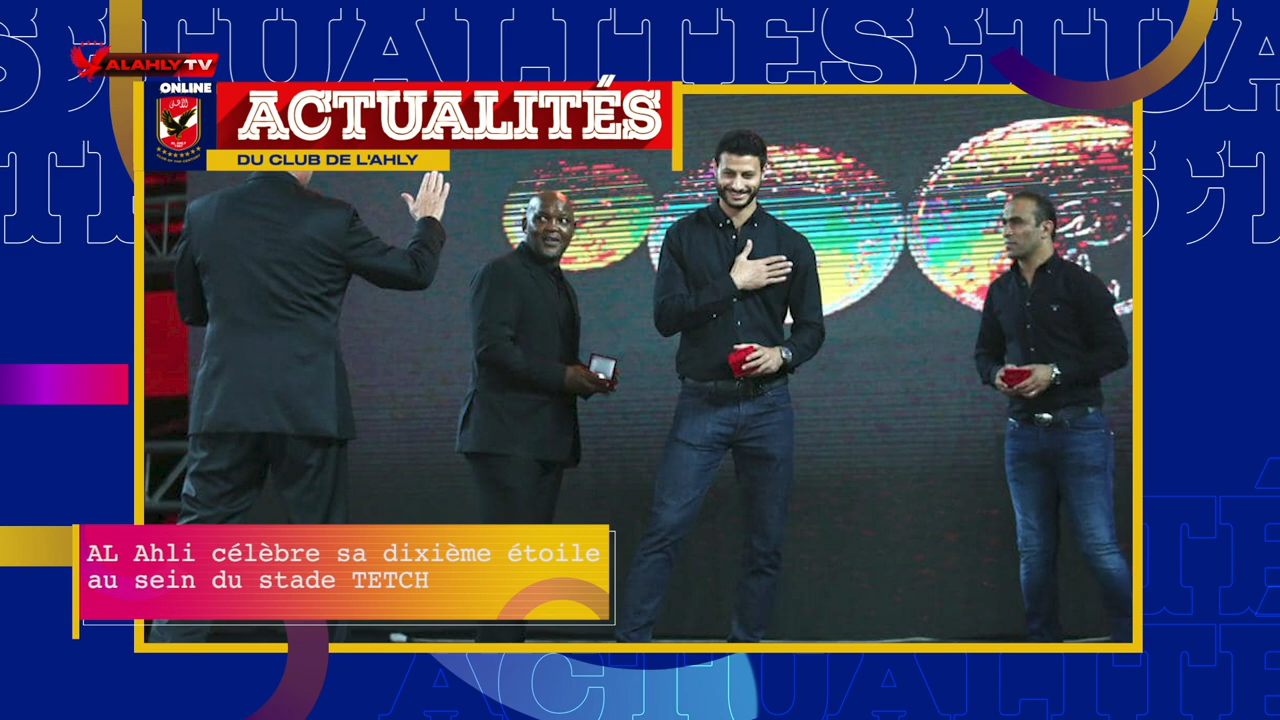 ALAHLY TV
ONLINE
ACTUALITÉS
DU CLUB DE L'AHLY
AL Ahli célèbre sa dixième étoile
au sein du stade TETCH
ACTUALITÉ